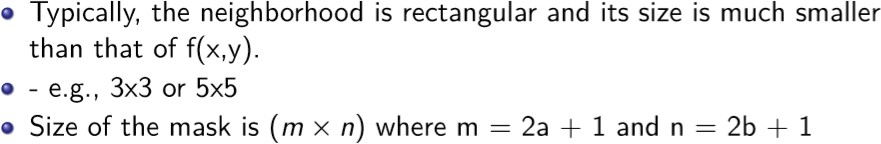 • Typically, the neighborhood is rectangular and its size is much smaller
than that of f(x,y).
• - e.g., 3x3 or 5x5
• Size of the mask is (m × n) where m = 2a + 1 and n = 2b + 1